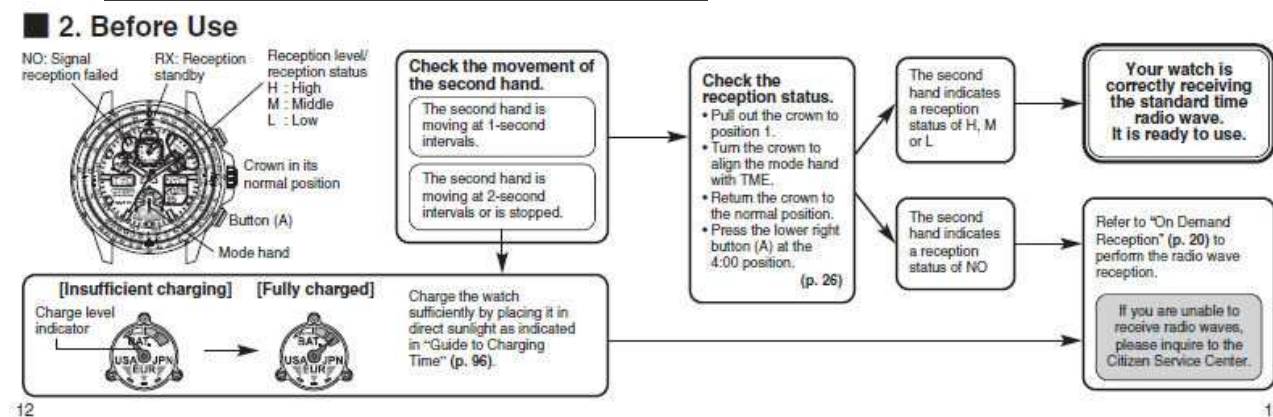 2. Before Use
NO: Signal
reception failed
RX: Reception
standby
Reception level/
reception status
H : High
M : Middle
L : Low
Crown in its
normal position
Button (A)
Mode hand
Check the movement of
the second hand.
The second hand is
moving at 1-second
intervals.
The second hand is
moving at 2-second
intervals or is stopped.
Check the
reception status.
• Pull out the crown to
position 1.
• Turn the crown to
align the mode hand
with TME.
• Return the crown to
the normal position.
• Press the lower right
button (A) at the
4:00 position.
(p. 26)
The second
hand indicates
a reception
status of H, M
or L
Your watch is
correctly receiving
the standard time
radio wave.
It is ready to use.
The second
hand indicates
a reception
status of NO
Refer to "On Demand
Reception" (p. 20) to
perform the radio wave
reception.
If you are unable to
receive radio waves,
please inquire to the
Citizen Service Center.
[Insufficient charging]
[Fully charged]
Charge level
indicator
BAT.
USA JPN
EUR
BAT.
USA JPN
EUR
Charge the watch
sufficiently by placing it in
direct sunlight as indicated
in "Guide to Charging
Time" (p. 96).
12
1